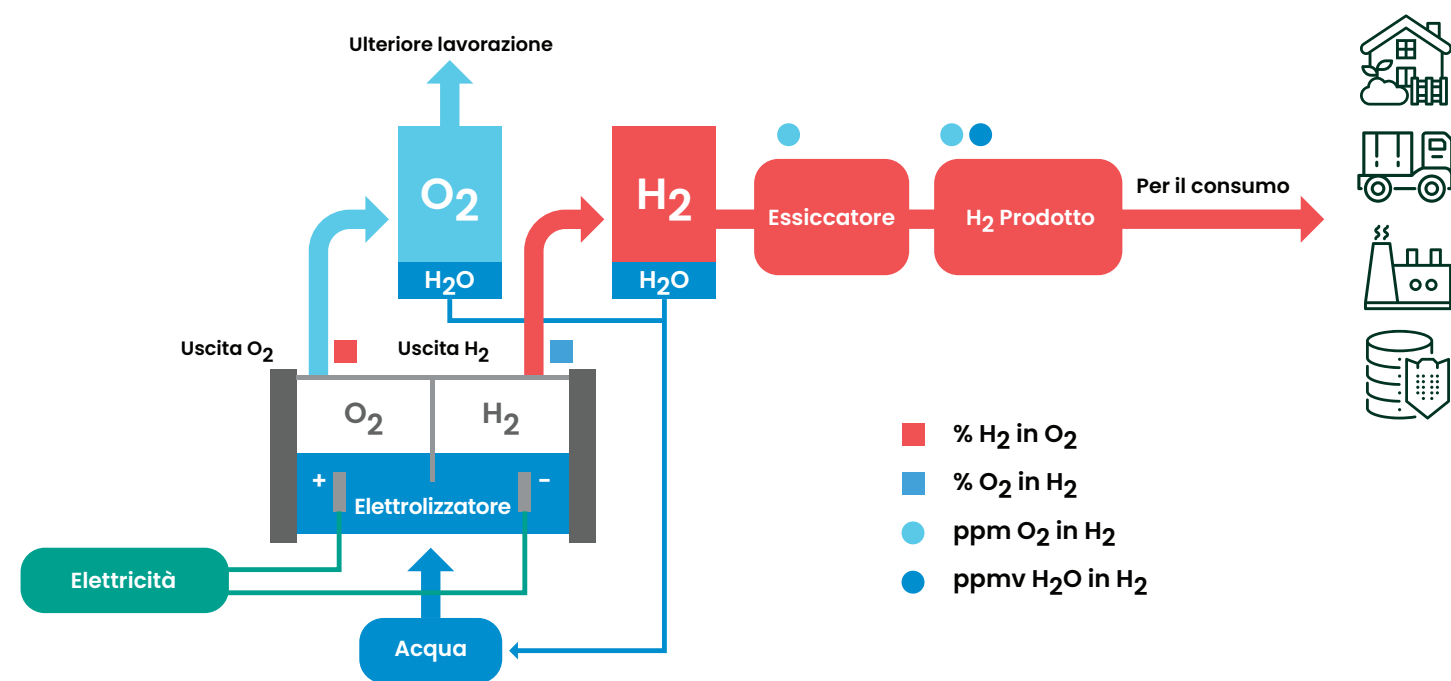 Ulteriore lavorazione
O2
H2O
H2
H2O
Essiccatore
H2 Prodotto
Per il consumo
Uscita O2
Uscita H2
O2
H2
+
−
Elettrolizzatore
Elettricità
Acqua
% H2 in O2
% O2 in H2
ppm O2 in H2
ppmv H2O in H2